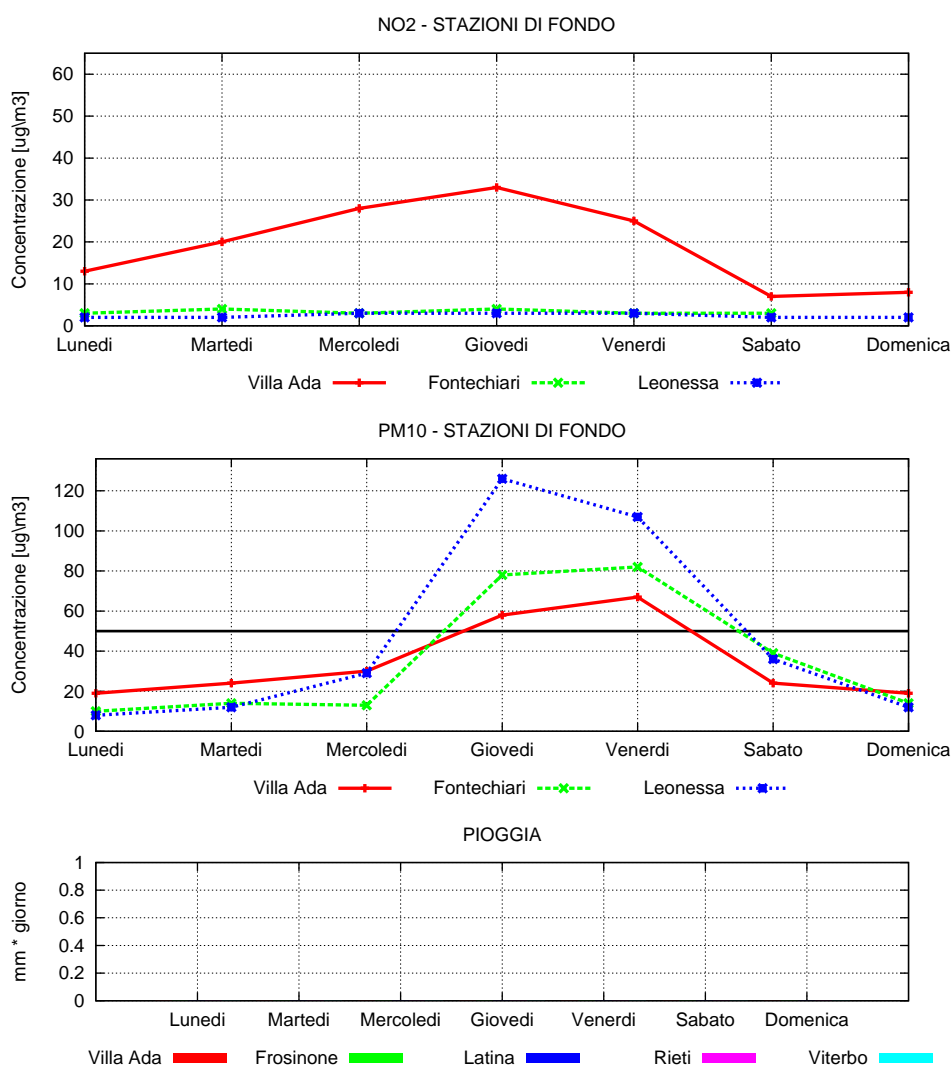 NO2 - STAZIONI DI FONDO
Concentrazione [ug\m3]
60
50
40
30
20
10
0
Lunedi Martedi Mercoledi Giovedi Venerdi Sabato Domenica
Villa Ada Fontechiari Leonessa
PM10 - STAZIONI DI FONDO
Concentrazione [ug\m3]
120
100
80
60
40
20
0
Lunedi Martedi Mercoledi Giovedi Venerdi Sabato Domenica
Villa Ada Fontechiari Leonessa
PIOGGIA
mm * giorno
1
0.8
0.6
0.4
0.2
0
Lunedi Martedi Mercoledi Giovedi Venerdi Sabato Domenica
Villa Ada Frosinone Latina Rieti Viterbo